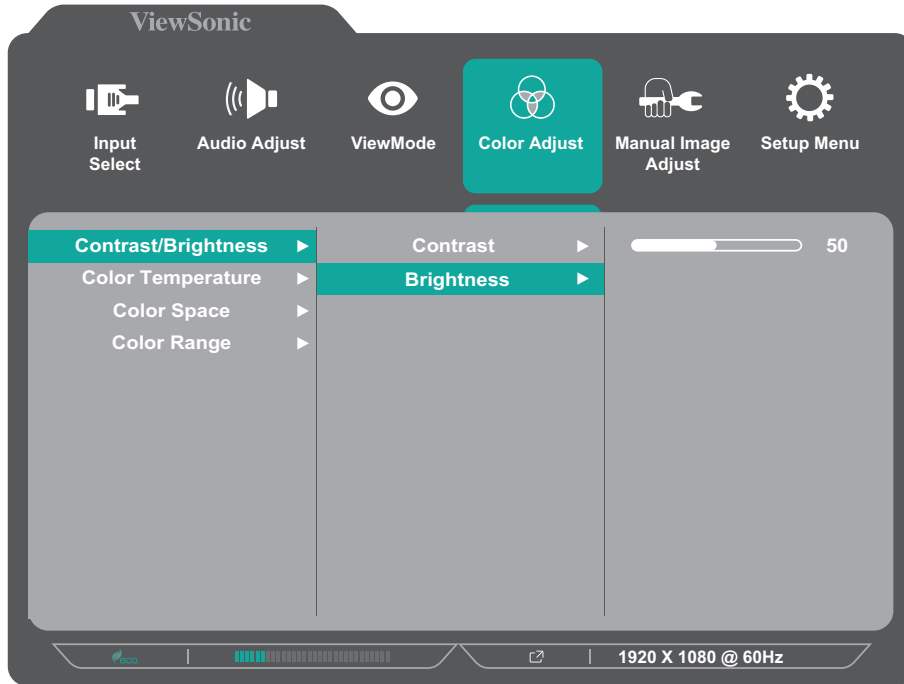 ViewSonic
Input
Select
Audio Adjust
ViewMode
Color Adjust
Manual Image
Adjust
Setup Menu
Contrast/Brightness
Color Temperature
Color Space
Color Range
Contrast
Brightness
50
eco
1920 X 1080 @ 60Hz